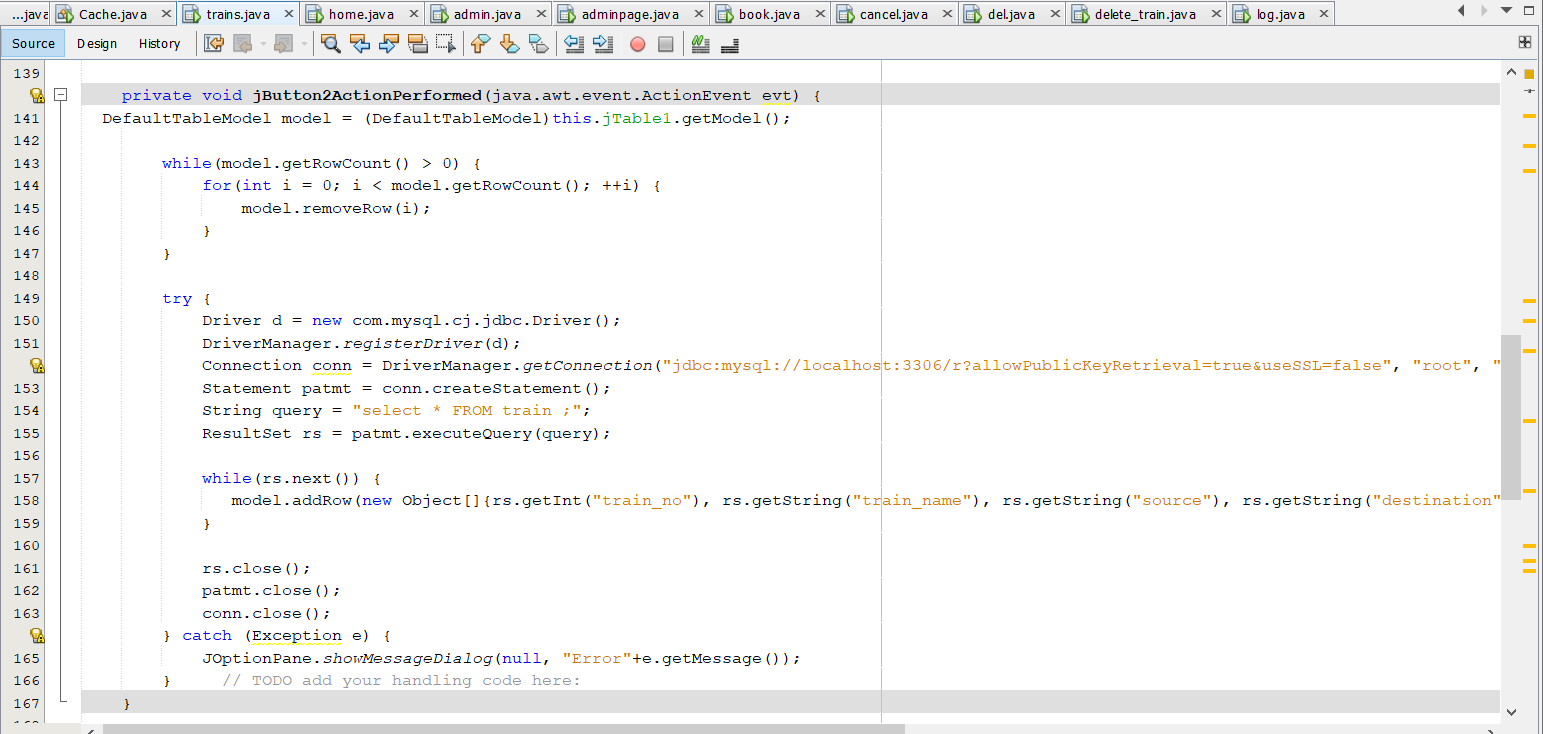 ...java Cache.java trains.java home.java admin.java adminpage.java book.java cancel.java del.java delete_train.java log.java
Source Design History
139
private void jButton2ActionPerformed(java.awt.event.ActionEvent evt) {
141 DefaultTableModel model = (DefaultTableModel)this.jTable1.getModel();
142
143 while(model.getRowCount() > 0) {
144 for(int i = 0; i < model.getRowCount(); ++i) {
145 model.removeRow(i);
146 }
147 }
148
149 try {
150 Driver d = new com.mysql.cj.jdbc.Driver();
151 DriverManager.registerDriver(d);
Connection conn = DriverManager.getConnection("jdbc:mysql://localhost:3306/r?allowPublicKeyRetrieval=true&useSSL=false", "root", "
153 Statement patmt = conn.createStatement();
154 String query = "select * FROM train ;";
155 ResultSet rs = patmt.executeQuery(query);
156
157 while(rs.next()) {
158 model.addRow(new Object[]{rs.getInt("train_no"), rs.getString("train_name"), rs.getString("source"), rs.getString("destination"
159 }
160
161 rs.close();
162 patmt.close();
163 conn.close();
} catch (Exception e) {
165 JOptionPane.showMessageDialog(null, "Error"+e.getMessage());
166 } // TODO add your handling code here:
167 }